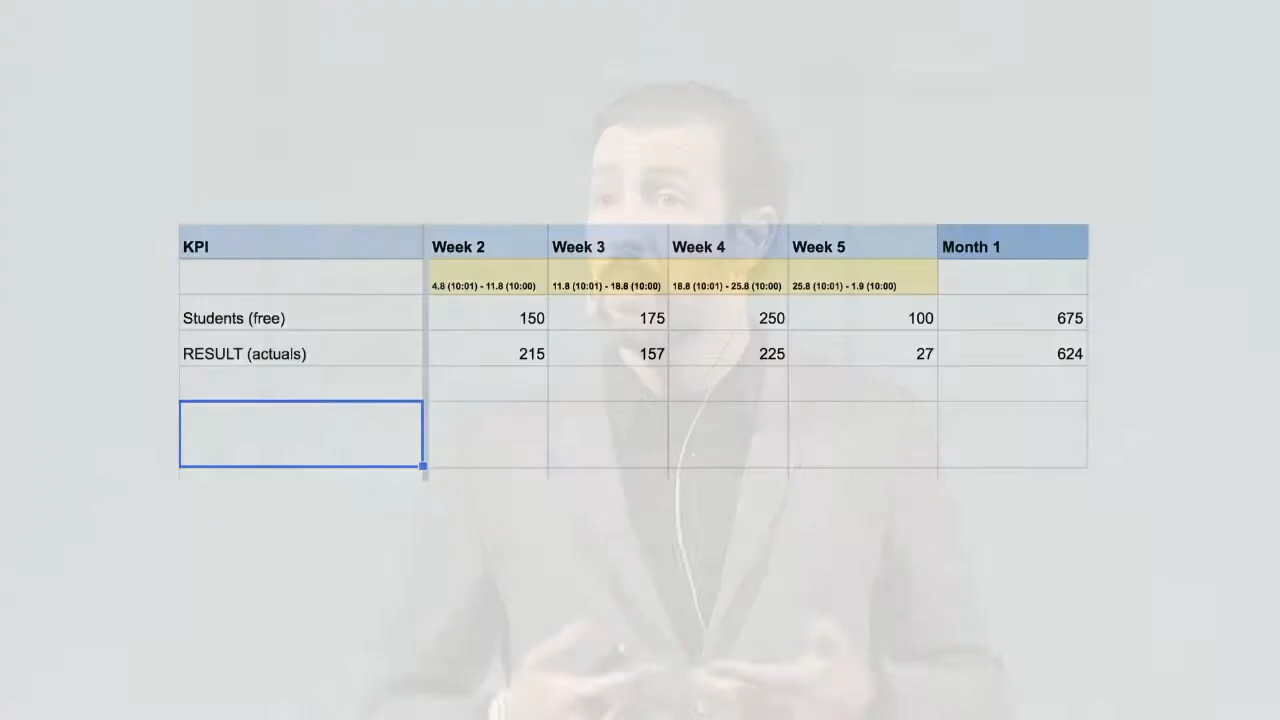 KPI Week 2 Week 3 Week 4 Week 5 Month 1
4.8 (10:01) - 11.8 (10:00) 11.8 (10:01) - 18.8 (10:00) 18.8 (10:01) - 25.8 (10:00) 25.8 (10:01) - 1.9 (10:00)
Students (free) 150 175 250 100 675
RESULT (actuals) 215 157 225 27 624